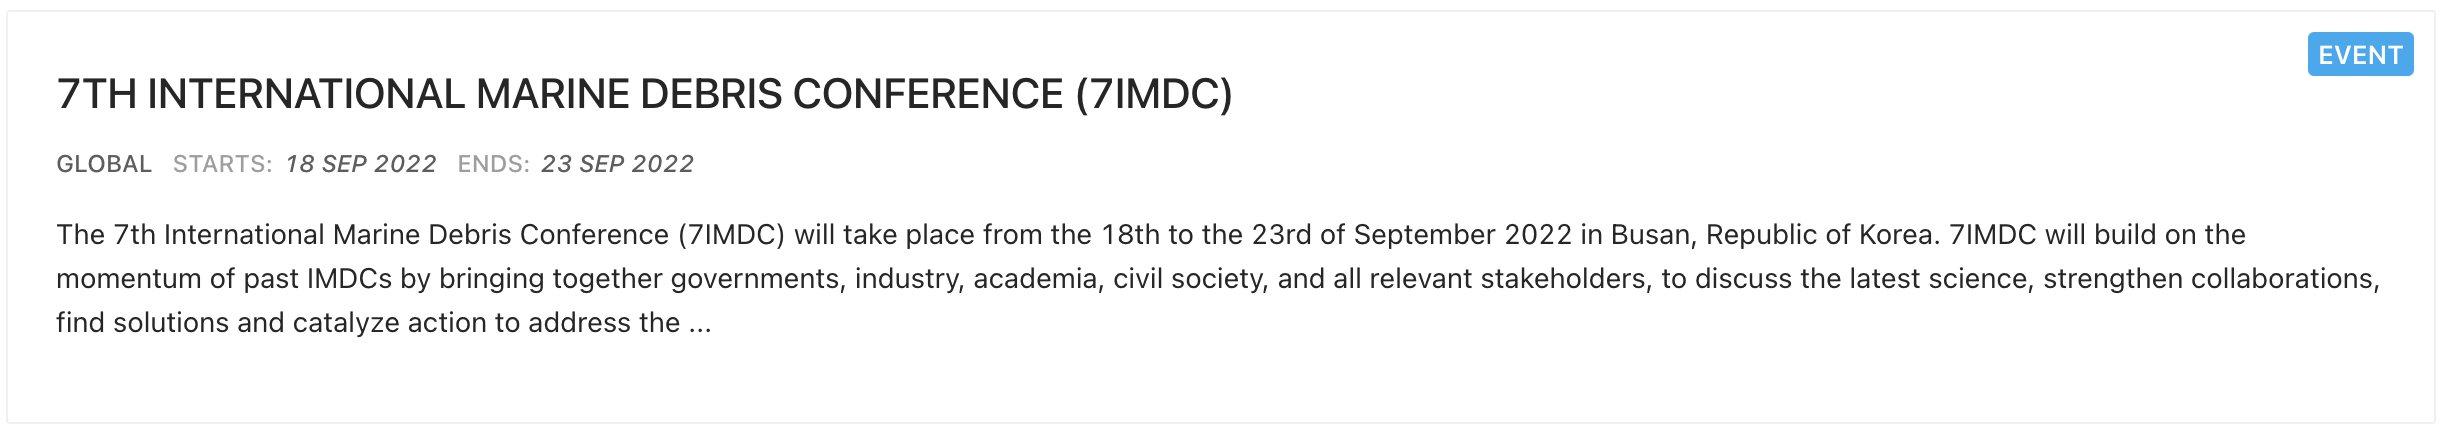 EVENT
7TH INTERNATIONAL MARINE DEBRIS CONFERENCE (7IMDC)
GLOBAL STARTS: 18 SEP 2022 ENDS: 23 SEP 2022
The 7th International Marine Debris Conference (7IMDC) will take place from the 18th to the 23rd of September 2022 in Busan, Republic of Korea. 7IMDC will build on the
momentum of past IMDCs by bringing together governments, industry, academia, civil society, and all relevant stakeholders, to discuss the latest science, strengthen collaborations,
find solutions and catalyze action to address the ...